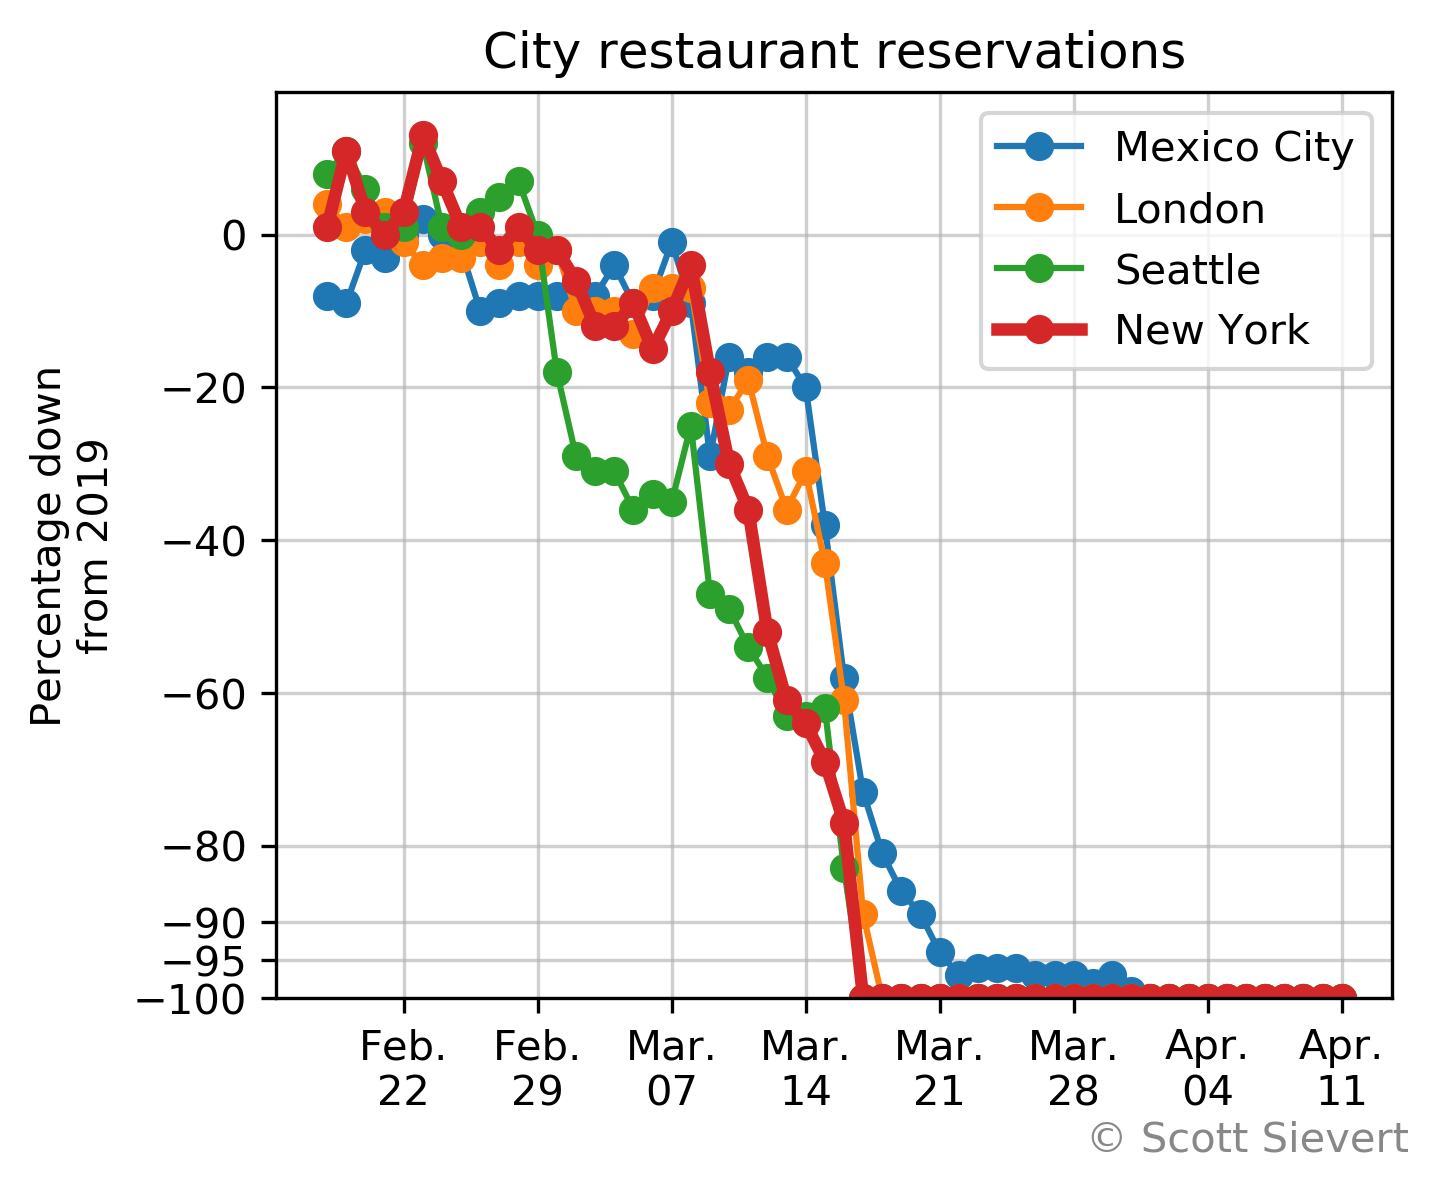 City restaurant reservations
Mexico City
London
Seattle
New York
Percentage down
from 2019
0
−20
−40
−60
−80
−90
−95
−100
Feb. Feb. Mar. Mar. Mar. Mar. Apr. Apr.
22 29 07 14 21 28 04 11
© Scott Sievert